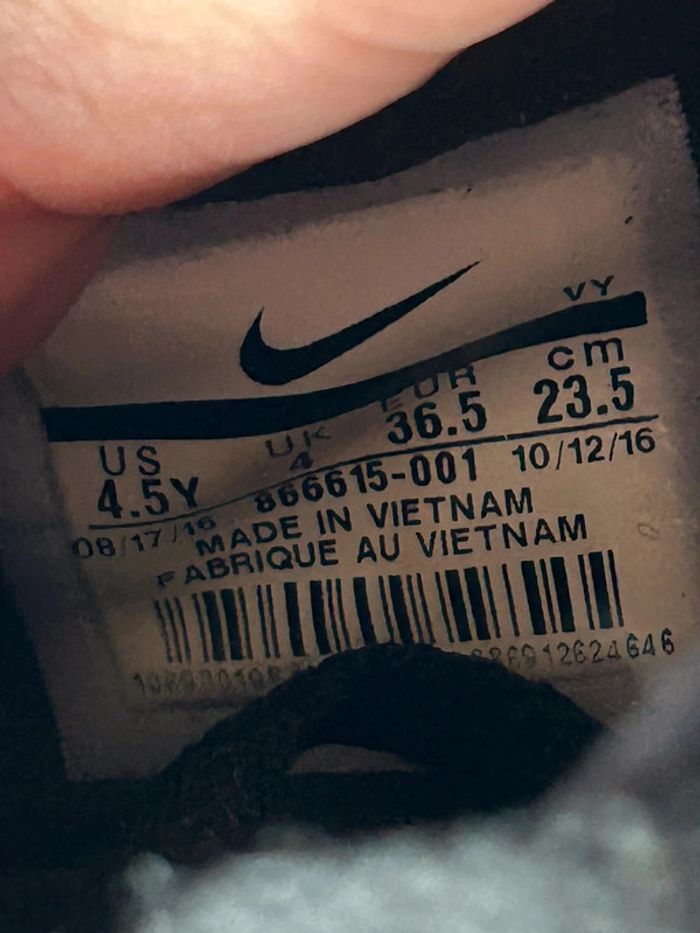 VY
US UK EUR cm
4.5Y 4 36.5 23.5
08/17/16 866615-001 10/12/16
MADE IN VIETNAM
FABRIQUE AU VIETNAM